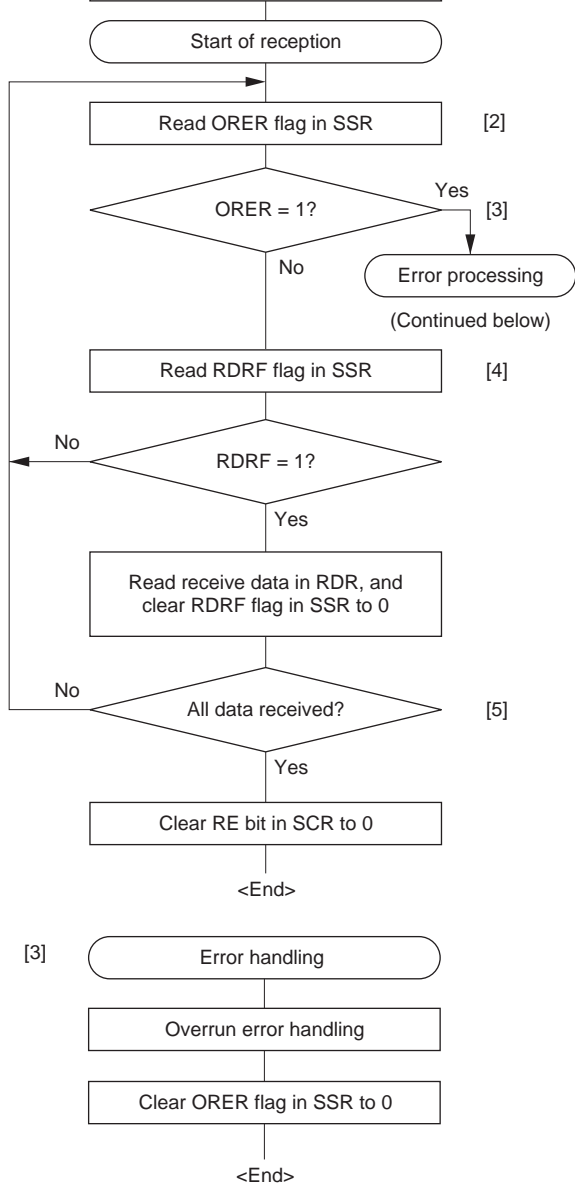 Start of reception
Read ORER flag in SSR
[2]
Yes
ORER = 1?
[3]
No
Error processing
(Continued below)
Read RDRF flag in SSR
[4]
No
RDRF = 1?
Yes
Read receive data in RDR, and
clear RDRF flag in SSR to 0
No
All data received?
[5]
Yes
Clear RE bit in SCR to 0
<End>
[3]
Error handling
Overrun error handling
Clear ORER flag in SSR to 0
<End>